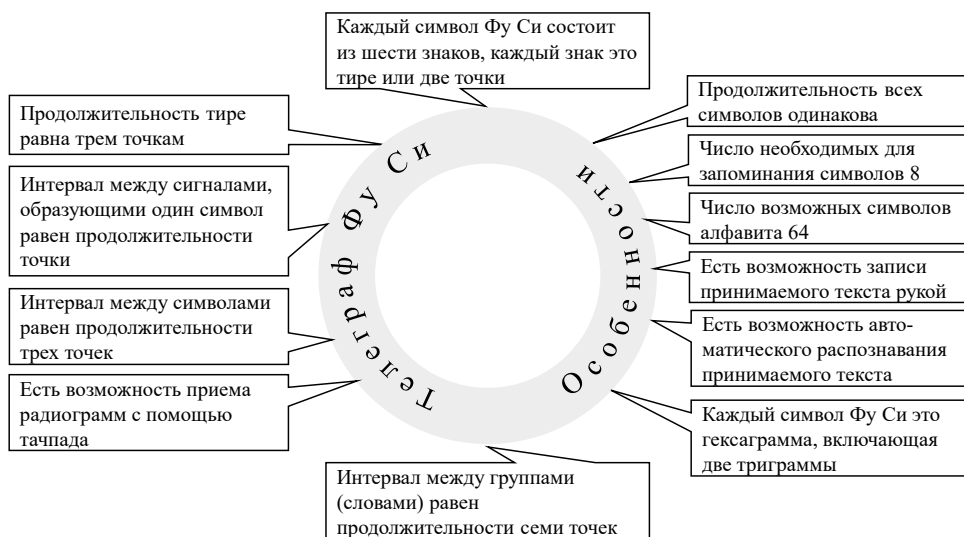 Каждый символ Фу Си состоит
из шести знаков, каждый знак это
тире или две точки
Продолжительность тире
равна трем точкам
Интервал между сигналами,
образующими один символ
равен продолжительности
точки
Интервал между символами
равен продолжительности
трех точек
Есть возможность приема
радиограмм с помощью
тачпада
Телеграф Фу Си
Особенности
Продолжительность всех
символов одинакова
Число необходимых для
запоминания символов 8
Число возможных символов
алфавита 64
Есть возможность записи
принимаемого текста рукой
Есть возможность авто-
матического распознавания
принимаемого текста
Каждый символ Фу Си это
гексаграмма, включающая
две триграммы
Интервал между группами
(словами) равен
продолжительности семи точек